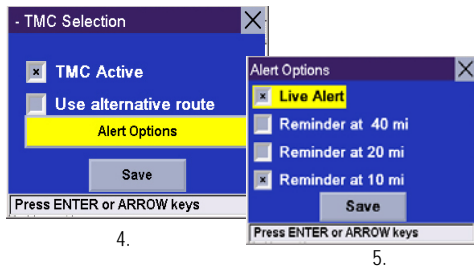 - TMC Selection
TMC Active
Use alternative route
Alert Options
Save
Press ENTER or ARROW keys
4.
Alert Options
Live Alert
Reminder at 40 mi
Reminder at 20 mi
Reminder at 10 mi
Save
Press ENTER or ARROW keys
5.